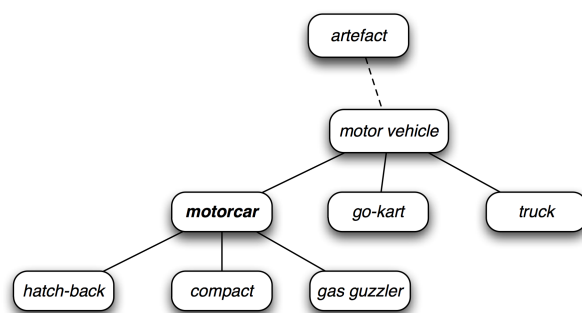 artefact
motor vehicle
motorcar
go-kart
truck
hatch-back
compact
gas guzzler